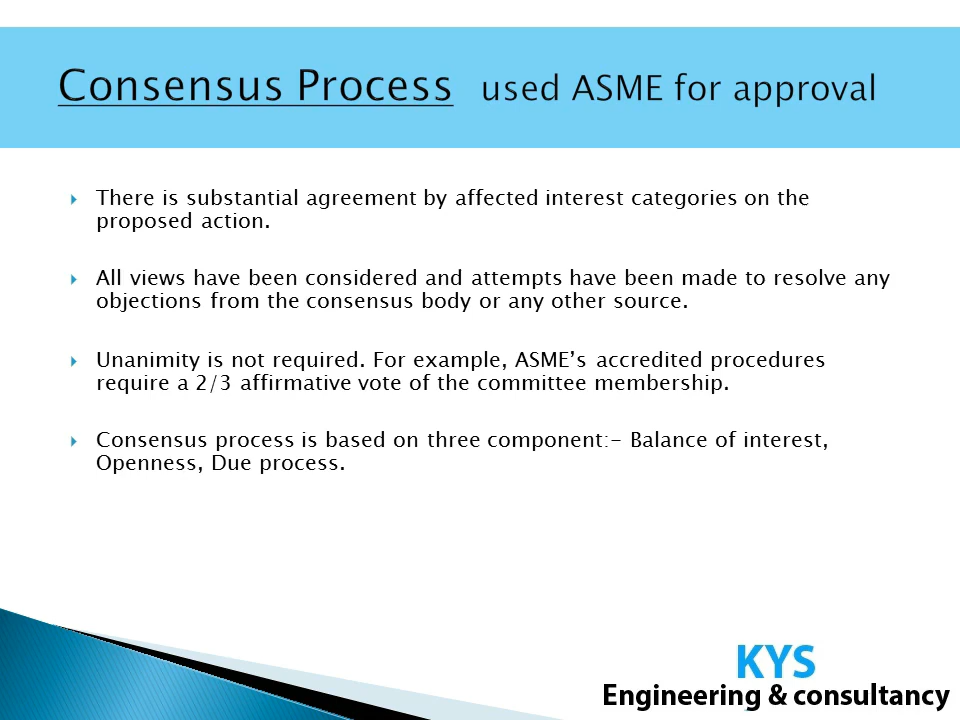 Consensus Process used ASME for approval
There is substantial agreement by affected interest categories on the
proposed action.
All views have been considered and attempts have been made to resolve any
objections from the consensus body or any other source.
Unanimity is not required. For example, ASME’s accredited procedures
require a 2/3 affirmative vote of the committee membership.
Consensus process is based on three component:- Balance of interest,
Openness, Due process.
KYS
Engineering & consultancy